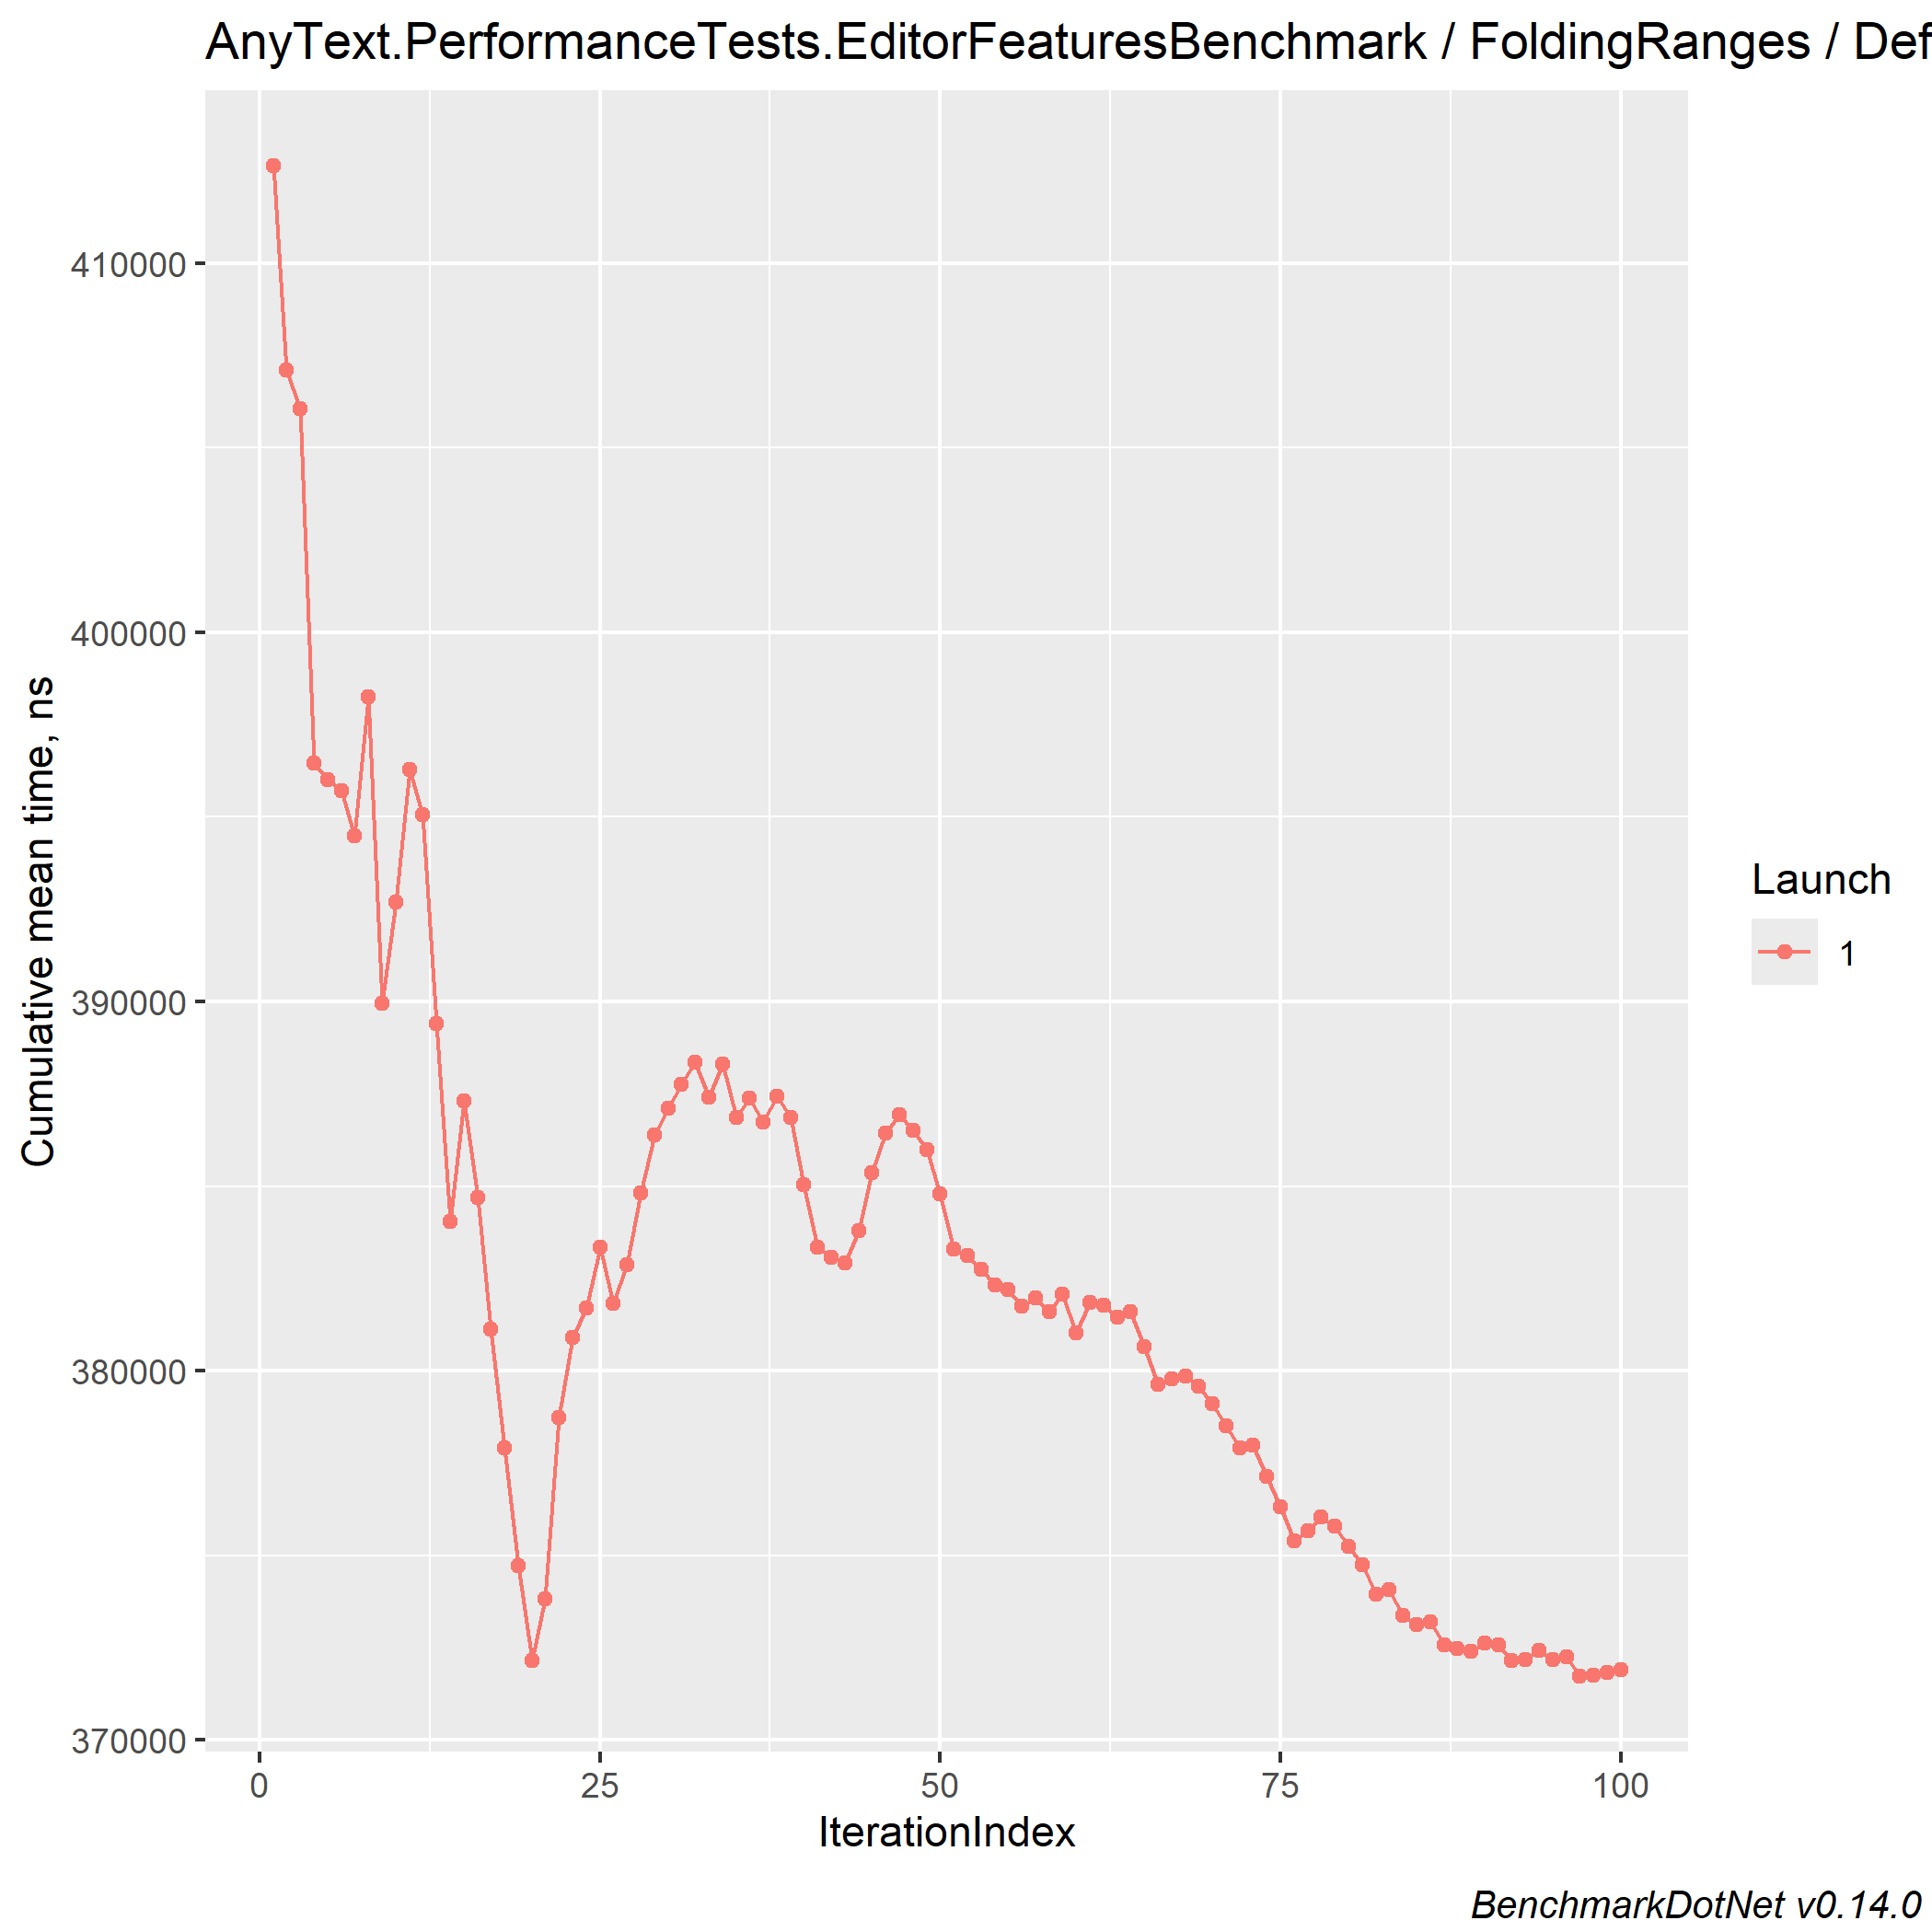 AnyText.PerformanceTests.EditorFeaturesBenchmark / FoldingRanges / Def
Cumulative mean time, ns
410000
400000
390000
380000
370000
0 25 50 75 100
IterationIndex
Launch
1
BenchmarkDotNet v0.14.0